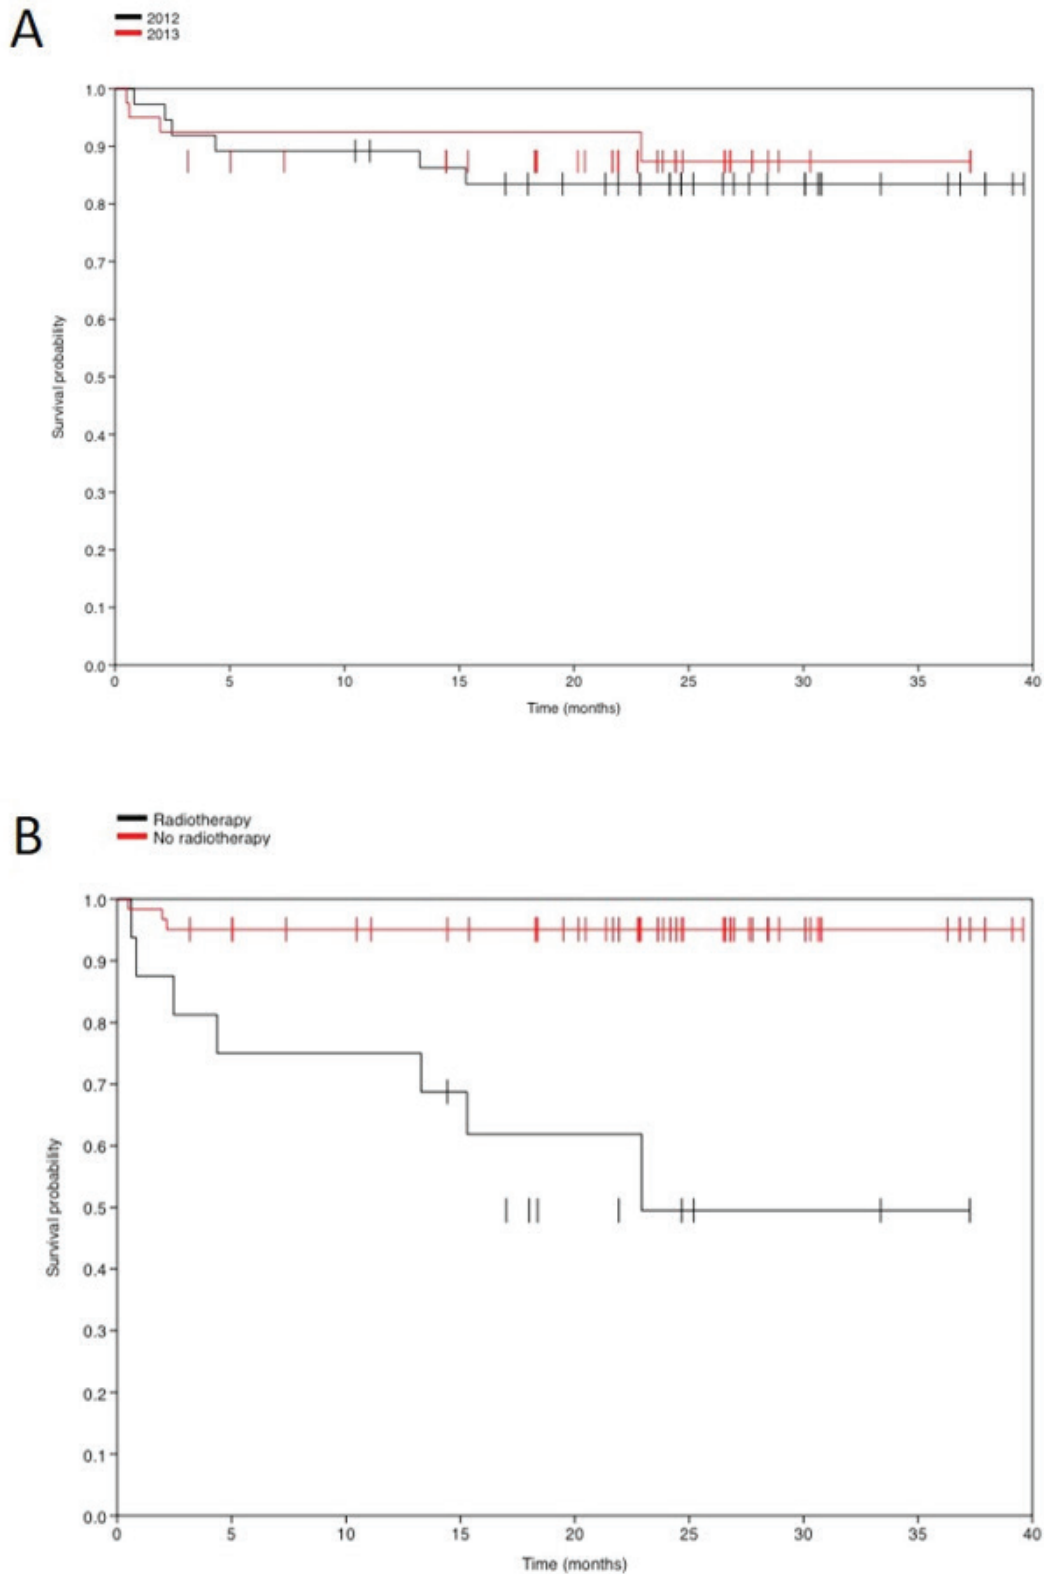 A
2012
2013
1.0
0.9
0.8
0.7
0.6
0.5
0.4
0.3
0.2
0.1
0.0
Survival probability
0 5 10 15 20 25 30 35 40
Time (months)
B
Radiotherapy
No radiotherapy
1.0
0.9
0.8
0.7
0.6
0.5
0.4
0.3
0.2
0.1
0.0
Survival probability
0 5 10 15 20 25 30 35 40
Time (months)